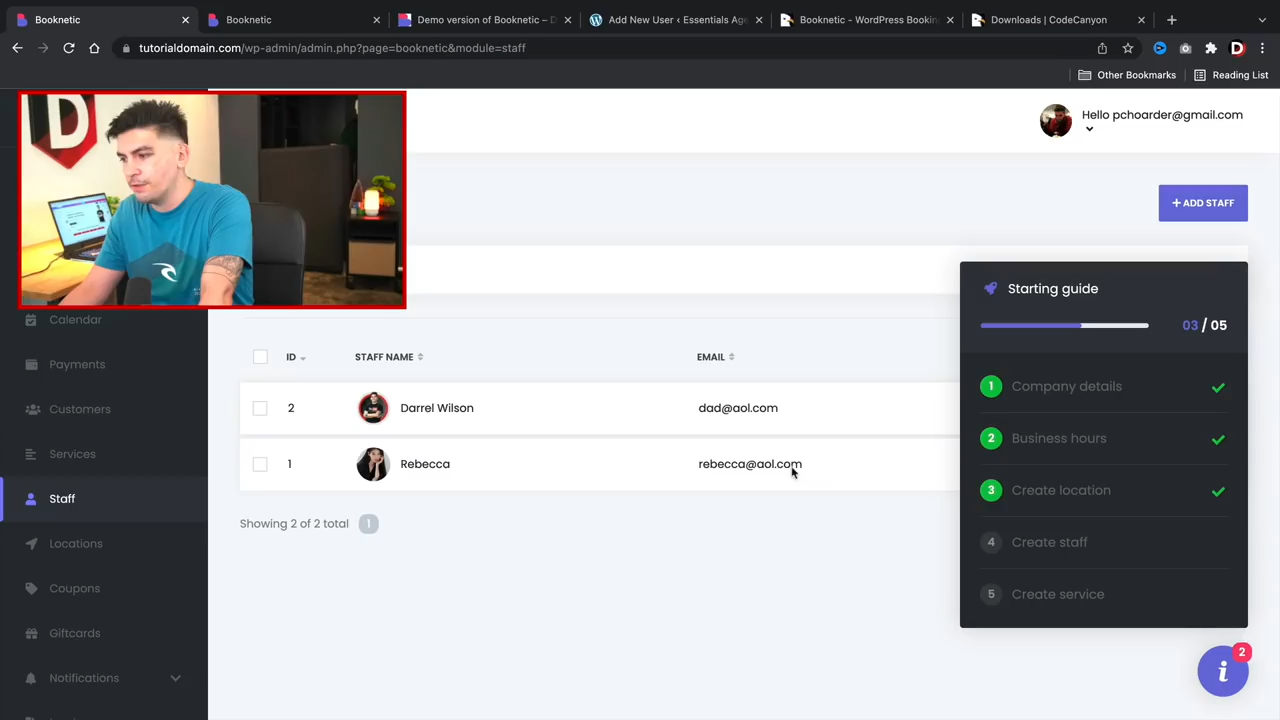 Booknetic
Booknetic
Demo version of Booknetic – D
Add New User ‹ Essentials Age
Booknetic - WordPress Bookin
Downloads | CodeCanyon
tutorialdomain.com/wp-admin/admin.php?page=booknetic&module=staff
D
Other Bookmarks
Reading List
D
Hello pchoarder@gmail.com
+ ADD STAFF
Calendar
Payments
Customers
Services
Staff
Locations
Coupons
Giftcards
Notifications
ID
STAFF NAME
EMAIL
2
Darrel Wilson
dad@aol.com
1
Rebecca
rebecca@aol.com
Showing 2 of 2 total
1
Starting guide
03 / 05
1
Company details
2
Business hours
3
Create location
4
Create staff
5
Create service
i
2